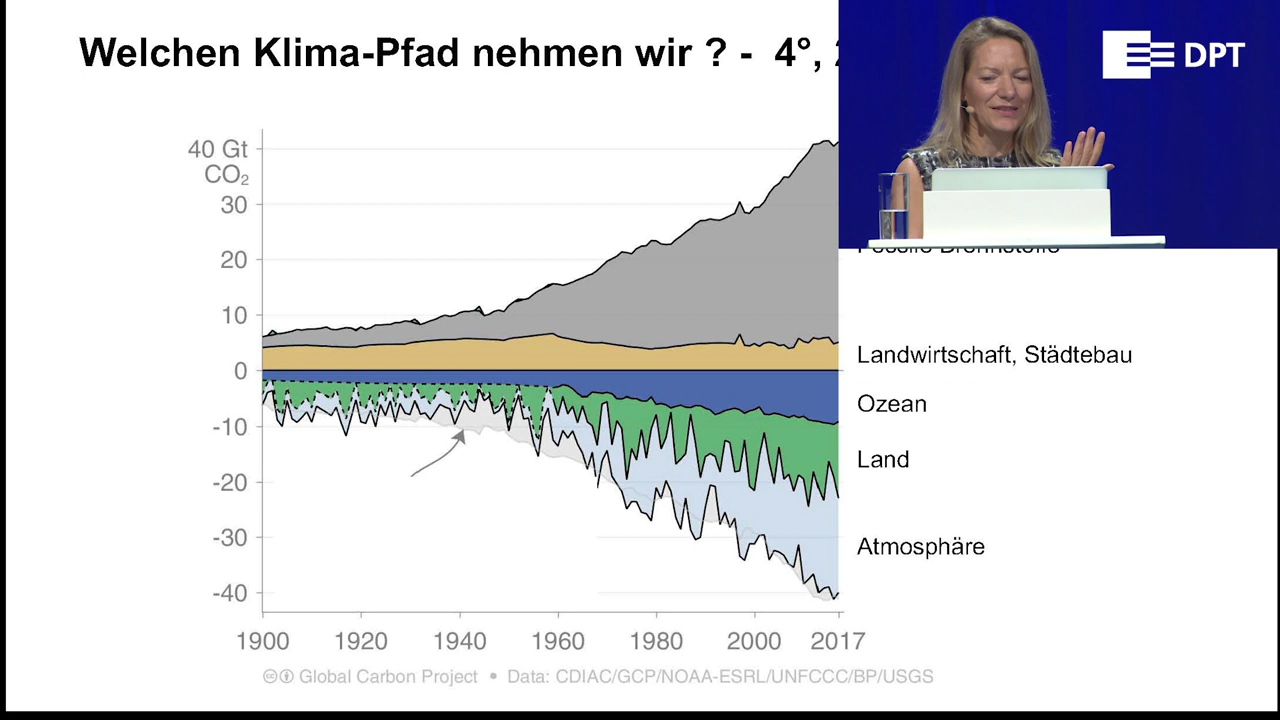 Welchen Klima-Pfad nehmen wir ? - 4°,
DPT
40 Gt
CO₂
30
20
10
0
-10
-20
-30
-40
Landwirtschaft, Städtebau
Ozean
Land
Atmosphäre
1900 1920 1940 1960 1980 2000 2017
Global Carbon Project • Data: CDIAC/GCP/NOAA-ESRL/UNFCCC/BP/USGS